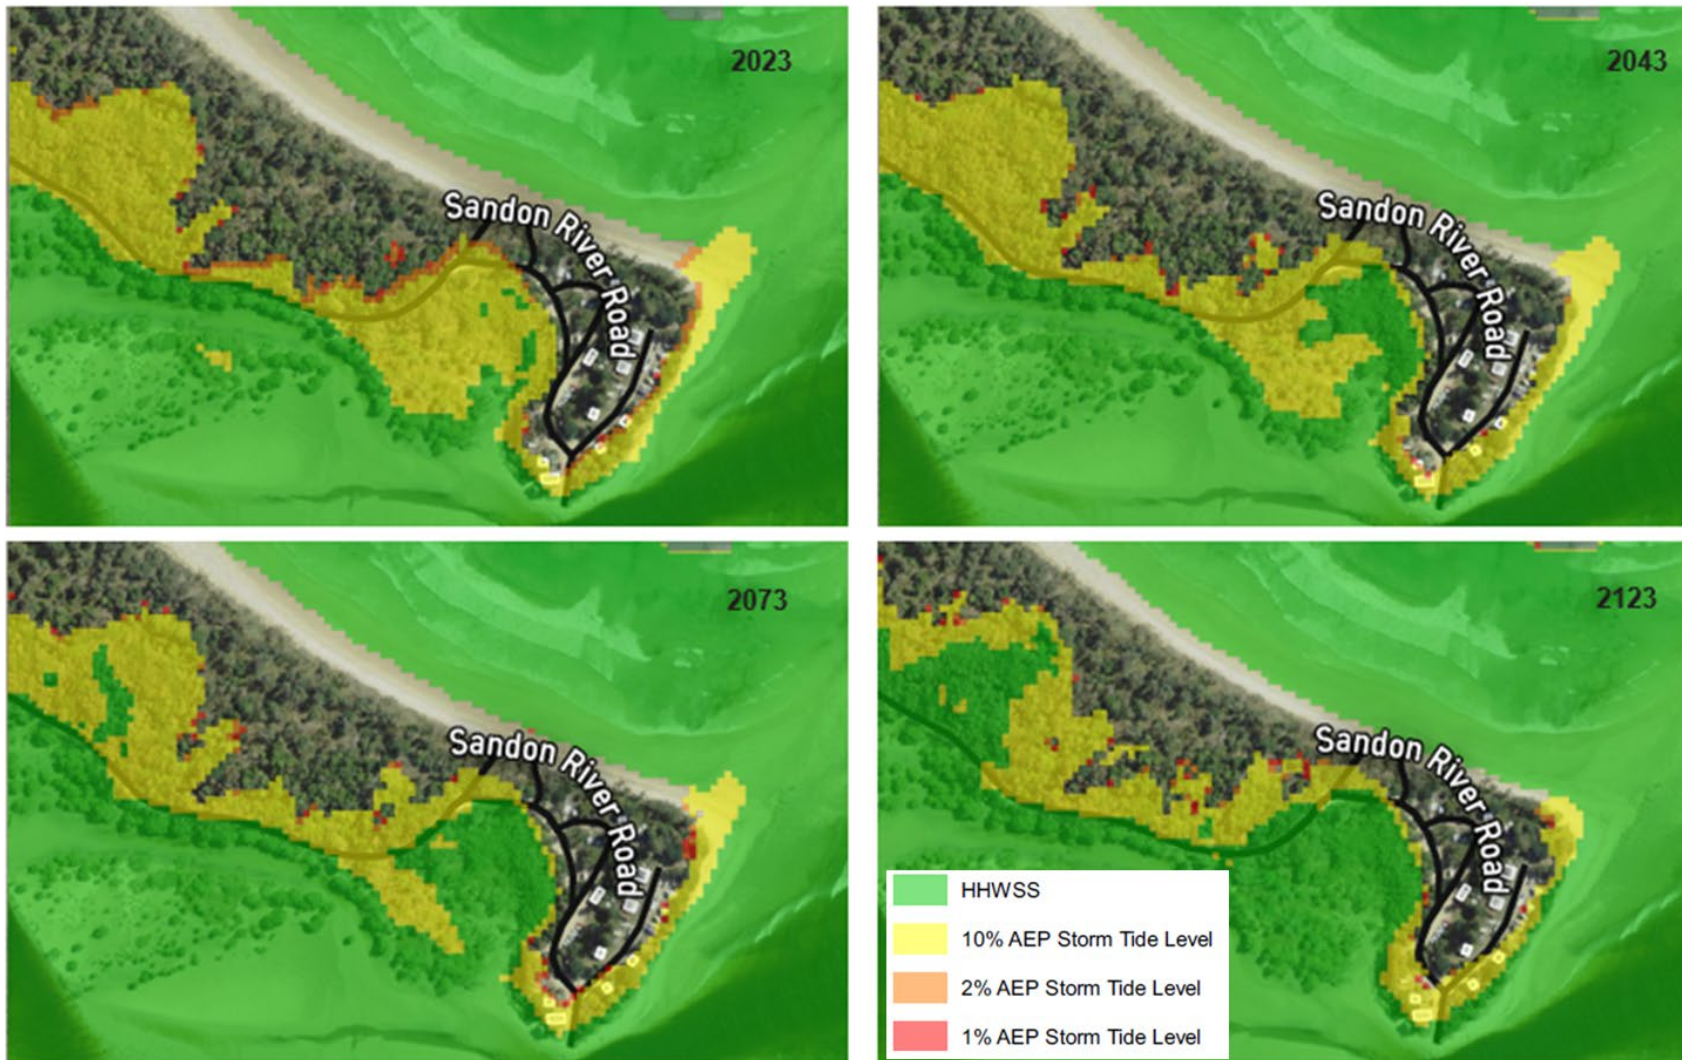 2023
Sandon River Road
2043
Sandon River Road
2073
Sandon River Road
2123
Sandon River Road
HHWSS
10% AEP Storm Tide Level
2% AEP Storm Tide Level
1% AEP Storm Tide Level